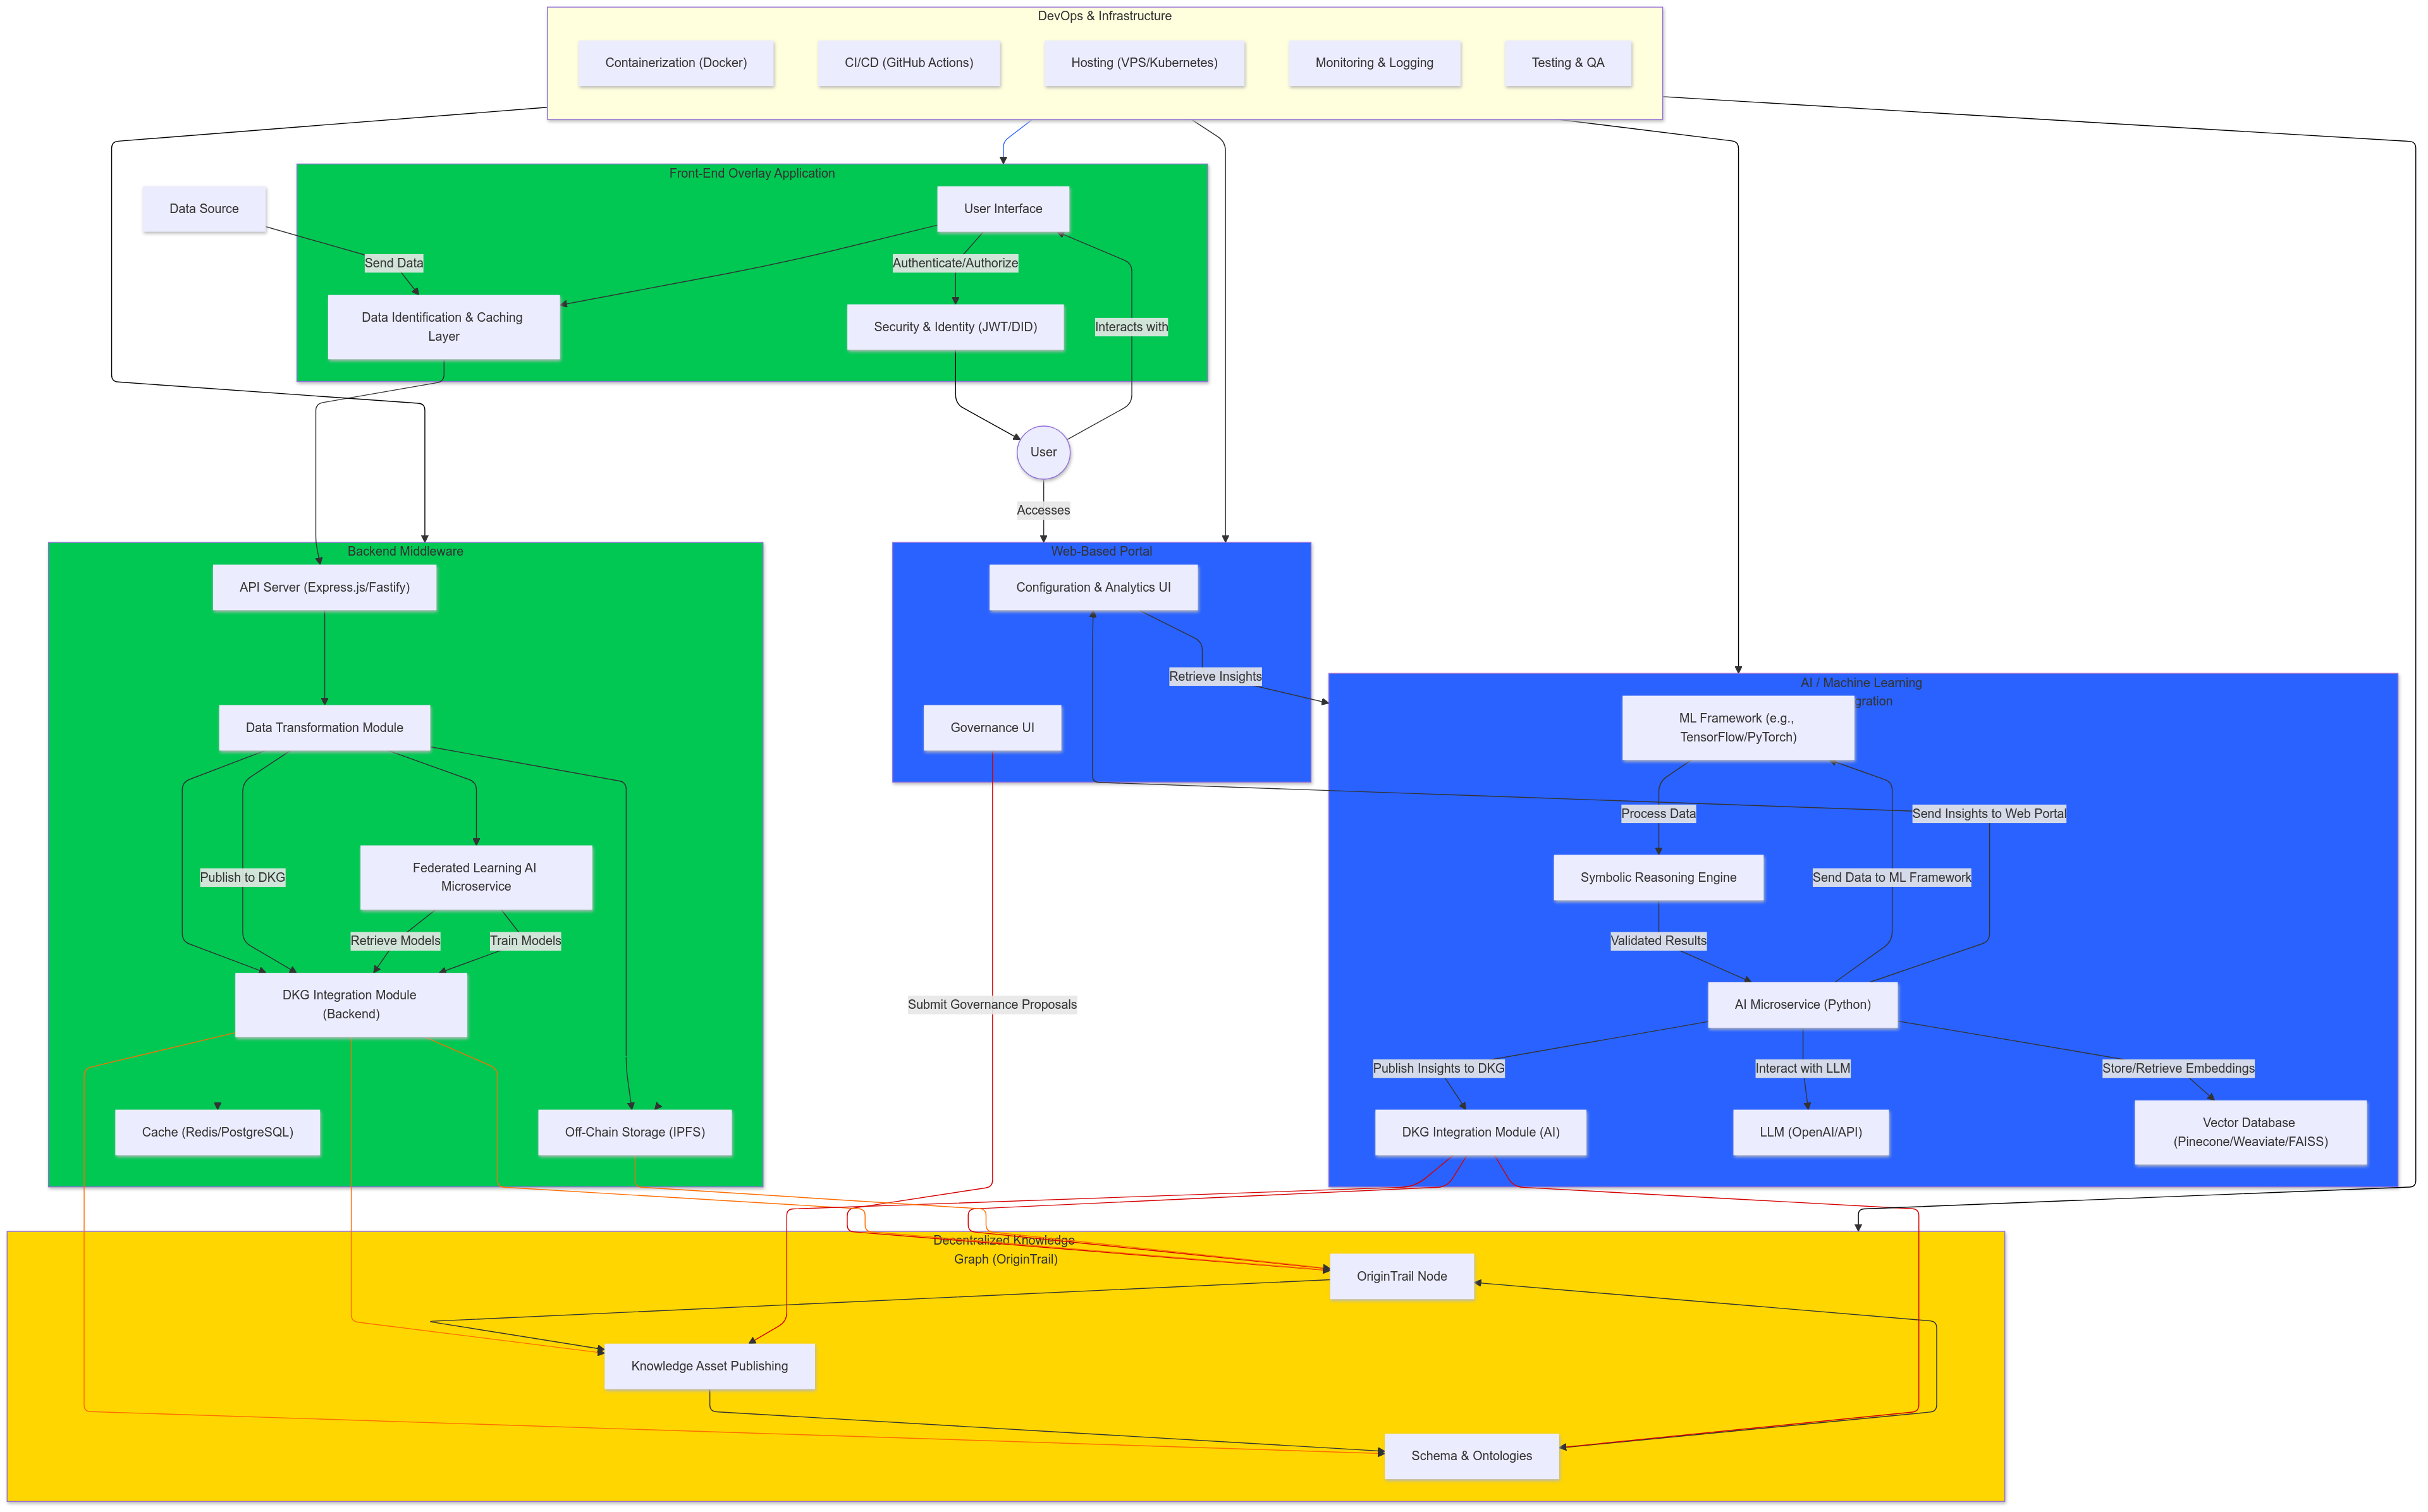 DevOps & Infrastructure
Containerization (Docker)
CI/CD (GitHub Actions)
Hosting (VPS/Kubernetes)
Monitoring & Logging
Testing & QA
Front-End Overlay Application
Data Source
User Interface
Send Data
Authenticate/Authorize
Data Identification & Caching
Layer
Security & Identity (JWT/DID)
Interacts with
User
Accesses
Backend Middleware
API Server (Express.js/Fastify)
Data Transformation Module
Publish to DKG
Federated Learning AI
Microservice
Retrieve Models
Train Models
DKG Integration Module
(Backend)
Cache (Redis/PostgreSQL)
Off-Chain Storage (IPFS)
Web-Based Portal
Configuration & Analytics UI
Retrieve Insights
Governance UI
Submit Governance Proposals
AI / Machine Learning
gration
ML Framework (e.g.,
TensorFlow/PyTorch)
Process Data
Send Insights to Web Portal
Symbolic Reasoning Engine
Send Data to ML Framework
Validated Results
AI Microservice (Python)
Publish Insights to DKG
Interact with LLM
Store/Retrieve Embeddings
DKG Integration Module (AI)
LLM (OpenAI/API)
Vector Database
(Pinecone/Weaviate/FAISS)
Decentralized Knowledge
Graph (OriginTrail)
OriginTrail Node
Knowledge Asset Publishing
Schema & Ontologies